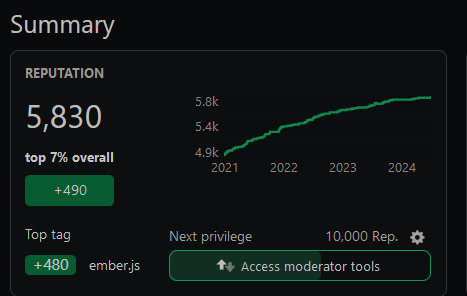 Summary
REPUTATION
5,830
top 7% overall
+490
5.8k
5.4k
4.9k
2021 2022 2023 2024
Top tag
+480 ember.js
Next privilege 10,000 Rep.
Access moderator tools